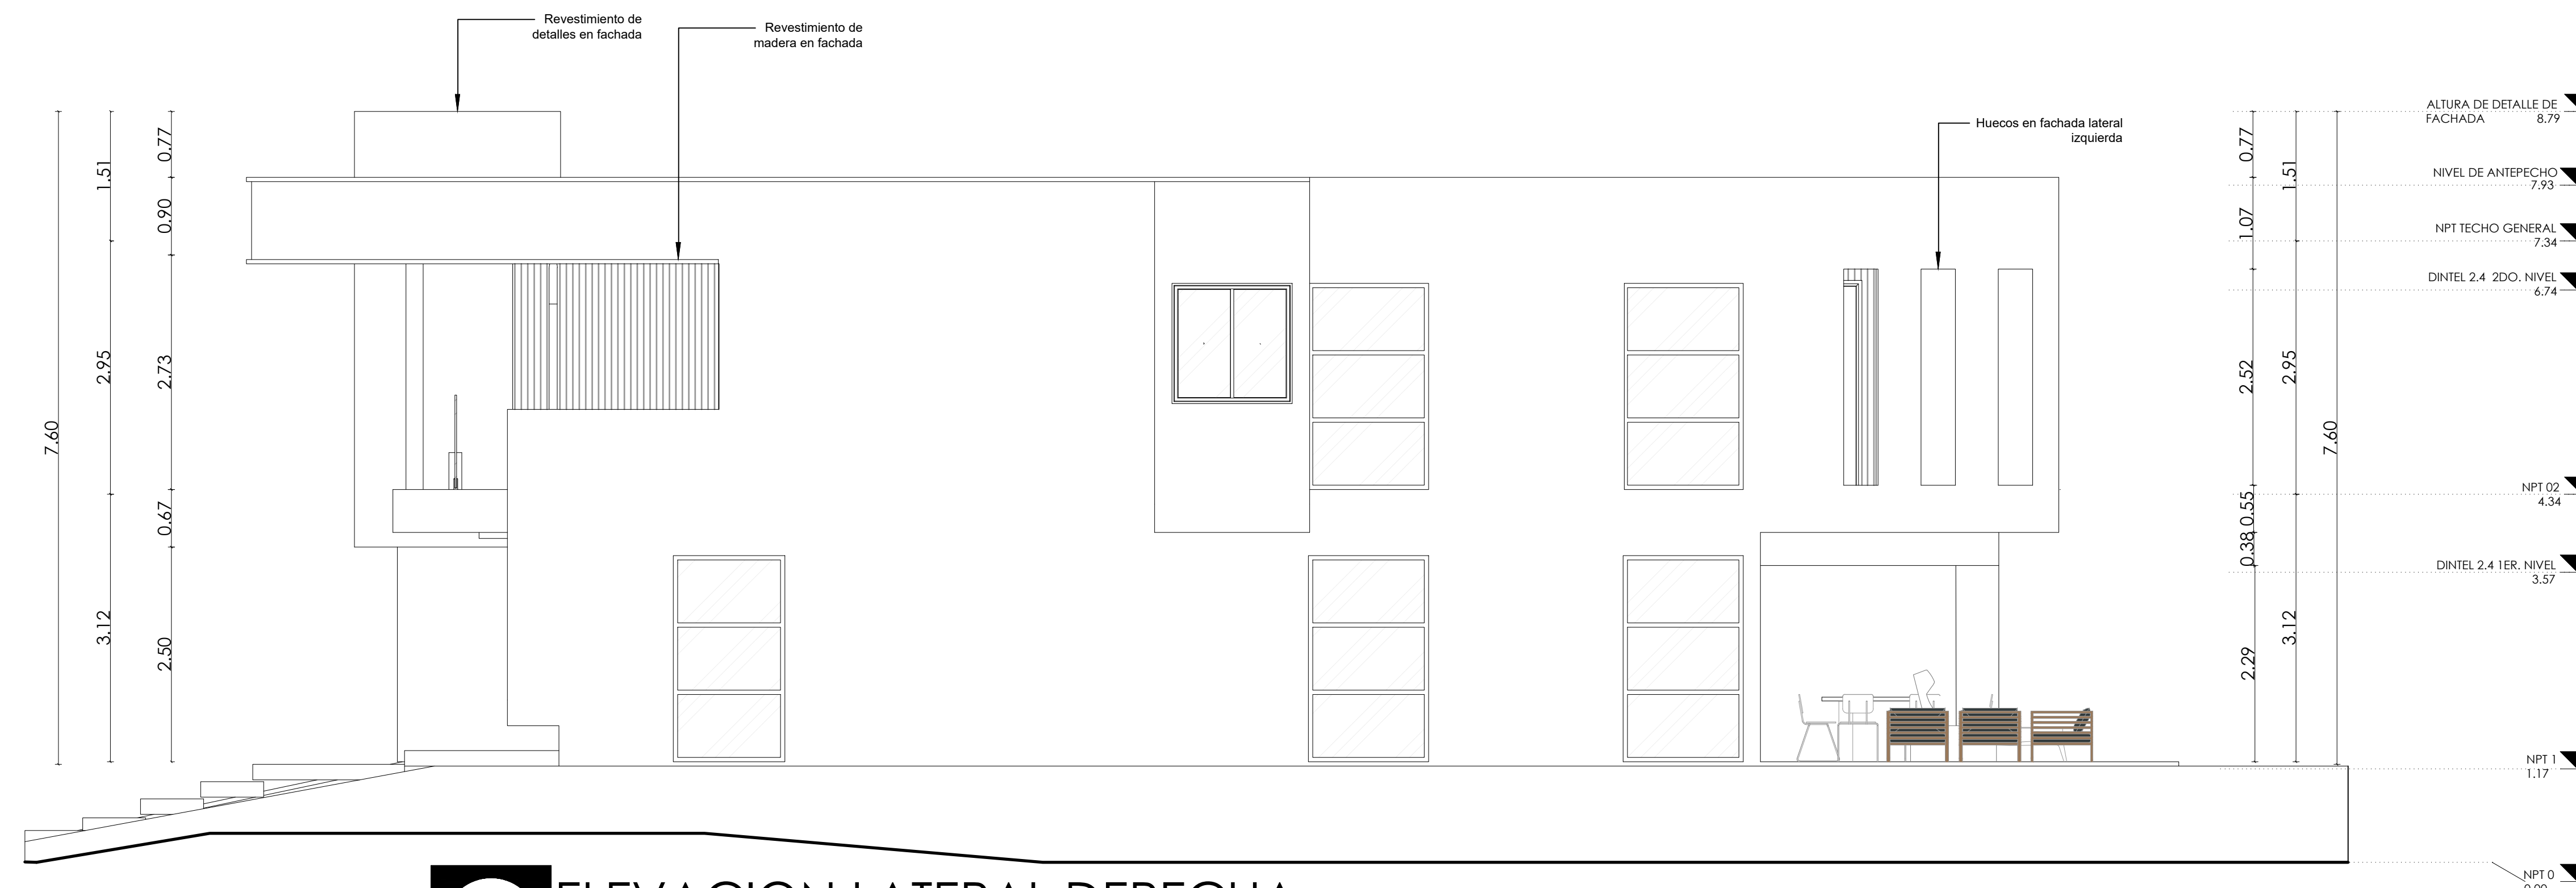 Revestimiento de
detalles en fachada
Revestimiento de
madera en fachada
Huecos en fachada lateral
izquierda
7.60
1.51
2.95
3.12
0.77
0.90
2.73
0.67
2.50
0.77
1.07
2.52
0.55
0.38
2.29
1.51
2.95
3.12
7.60
ALTURA DE DETALLE DE
FACHADA 8.79
NIVEL DE ANTEPECHO
7.93
NPT TECHO GENERAL
7.34
DINTEL 2.4 2DO. NIVEL
6.74
NPT 02
4.34
DINTEL 2.4 1ER. NIVEL
3.57
NPT 1
1.17
NPT 0
0.00
ELEVACION LATERAL DERECHA